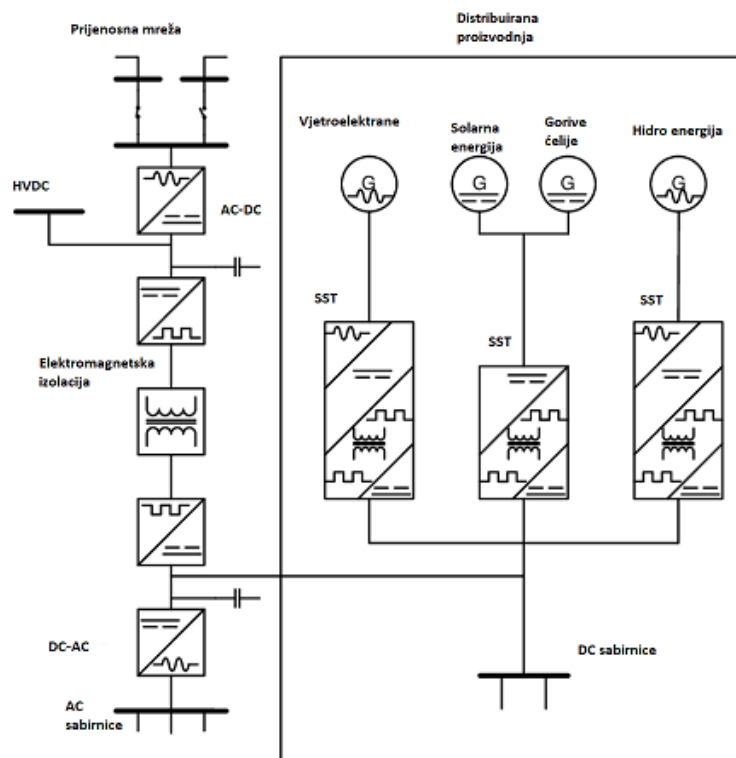 Distribuirana
proizvodnja
Prijenosna mreža
Vjetroelektrane
Solarna
energija
Gorive
ćelije
Hidro energija
G
G
G
G
HVDC
AC-DC
SST
SST
SST
Elektromagnetska
izolacija
DC-AC
DC sabirnice
AC
sabirnice